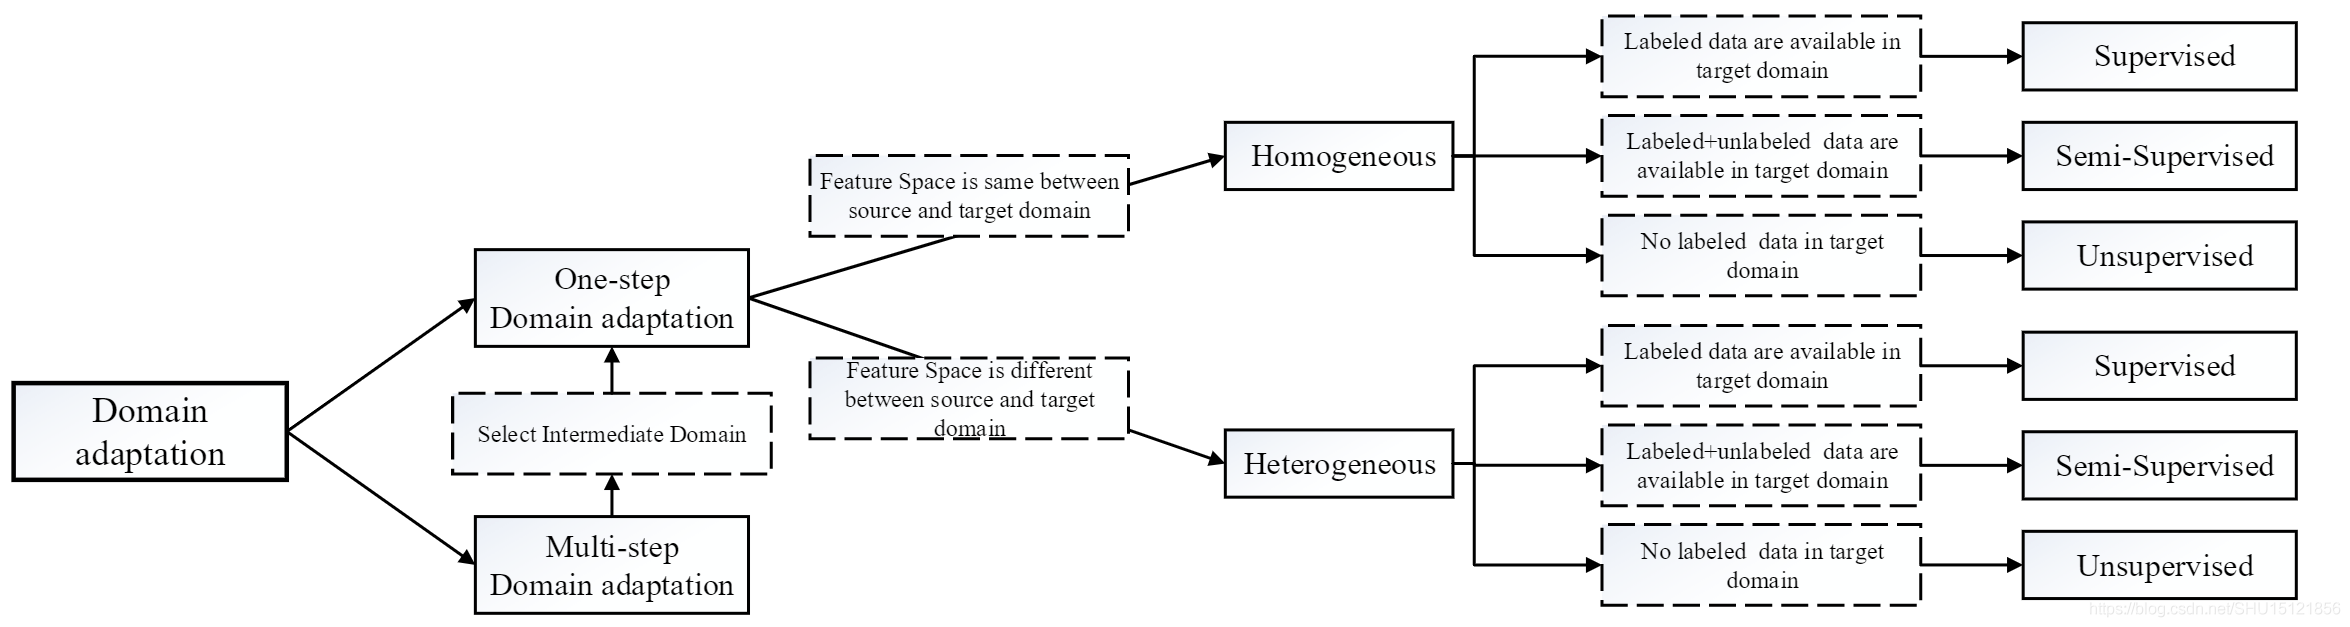 Domain
adaptation
One-step
Domain adaptation
Select Intermediate Domain
Multi-step
Domain adaptation
Feature Space is same between
source and target domain
Feature Space is different
between source and target
domain
Homogeneous
Heterogeneous
Labeled data are available in
target domain
Supervised
Labeled+unlabeled data are
available in target domain
Semi-Supervised
No labeled data in target
domain
Unsupervised
Labeled data are available in
target domain
Supervised
Labeled+unlabeled data are
available in target domain
Semi-Supervised
No labeled data in target
domain
Unsupervised
https://blog.csdn.net/SHU15121856